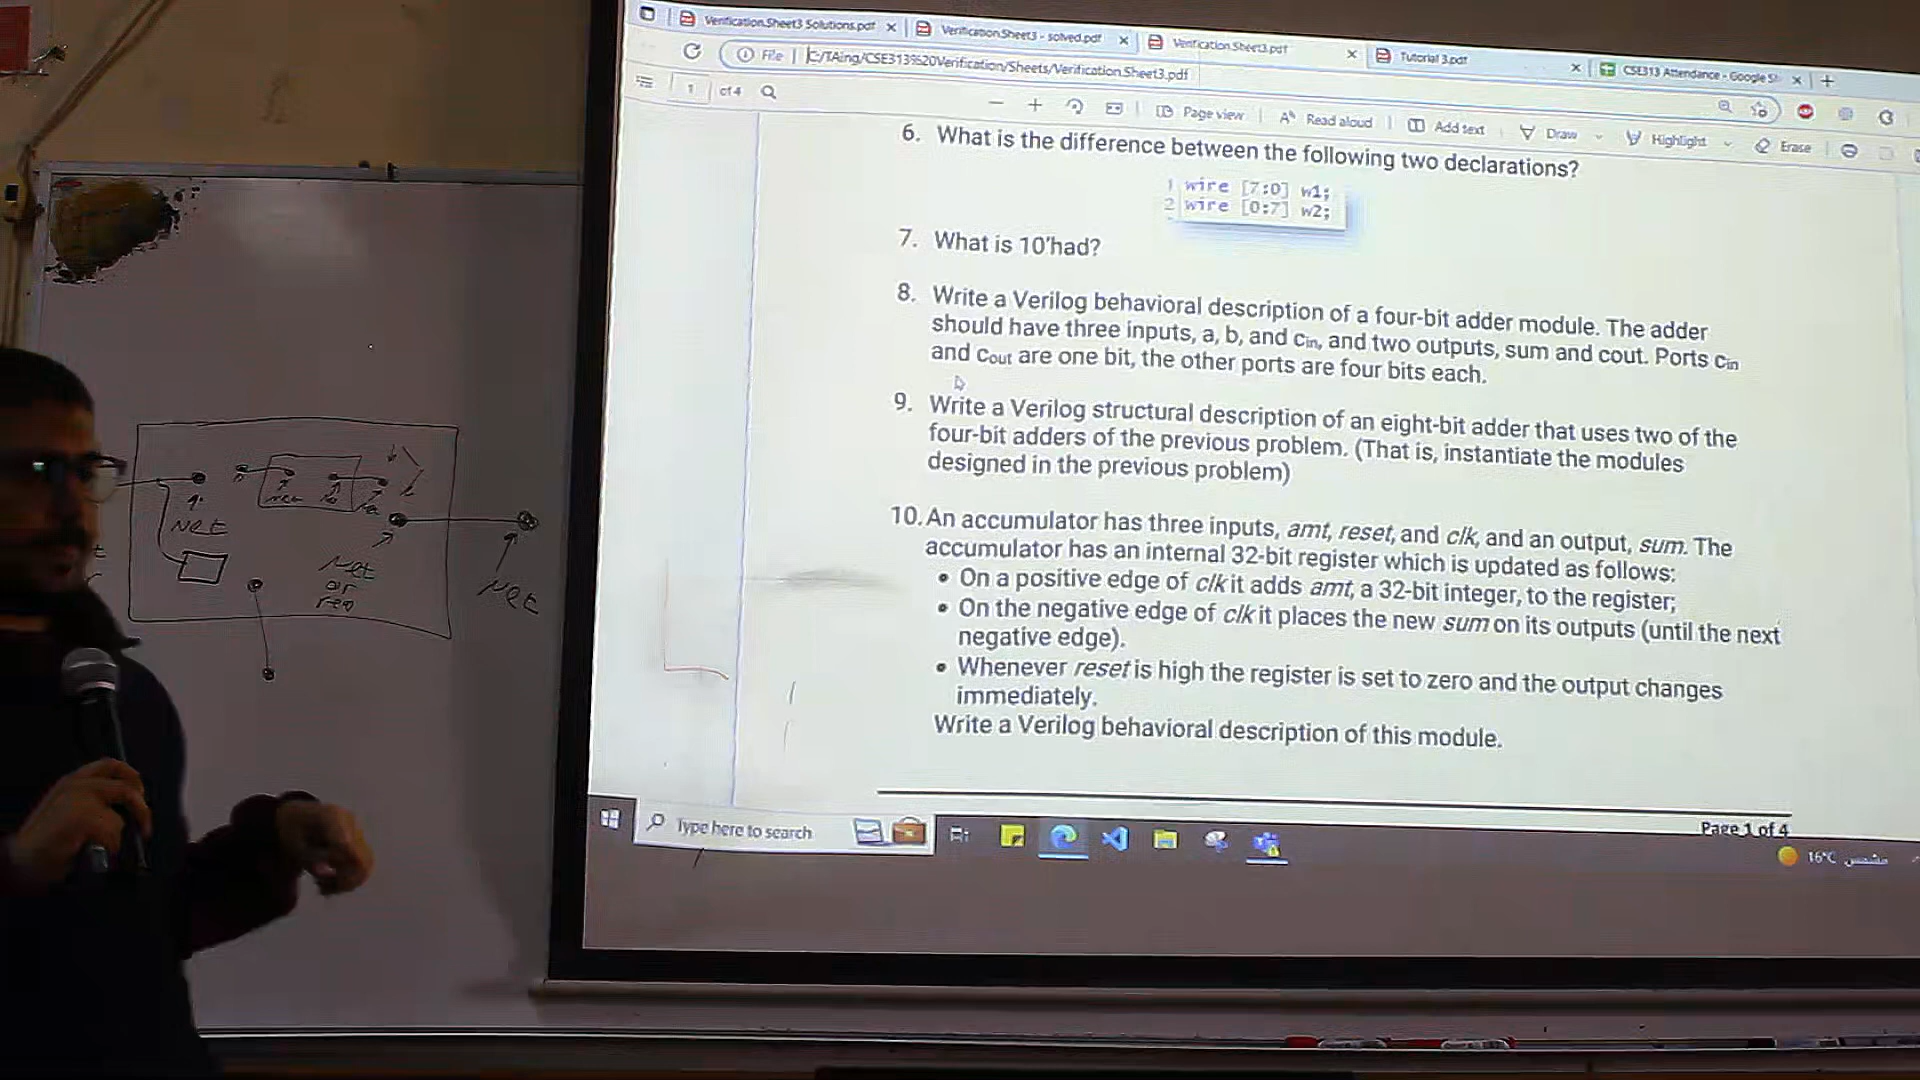 Verification.Sheet3 Solutions.pdf
Verification.Sheet3 - solved.pdf
Verification.Sheet3.pdf
Tutorial 3.pdf
CSE313 Attendance - Google S
File | C:/TAing/CSE313%20Verification/Sheets/Verification.Sheet3.pdf
1 of 4
Page view
Read aloud
Add text
Draw
Highlight
Erase
6. What is the difference between the following two declarations?
1 wire [7:0] w1;
2 wire [0:7] w2;
7. What is 10'had?
8. Write a Verilog behavioral description of a four-bit adder module. The adder
should have three inputs, a, b, and cin, and two outputs, sum and cout. Ports cin
and cout are one bit, the other ports are four bits each.
9. Write a Verilog structural description of an eight-bit adder that uses two of the
four-bit adders of the previous problem. (That is, instantiate the modules
designed in the previous problem)
10. An accumulator has three inputs, amt, reset, and clk, and an output, sum. The
accumulator has an internal 32-bit register which is updated as follows:
• On a positive edge of clk it adds amt, a 32-bit integer, to the register;
• On the negative edge of clk it places the new sum on its outputs (until the next
negative edge).
• Whenever reset is high the register is set to zero and the output changes
immediately.
Write a Verilog behavioral description of this module.
Page 1 of 4
Type here to search
16°C مشمس
Net
Net
or
reg
Net